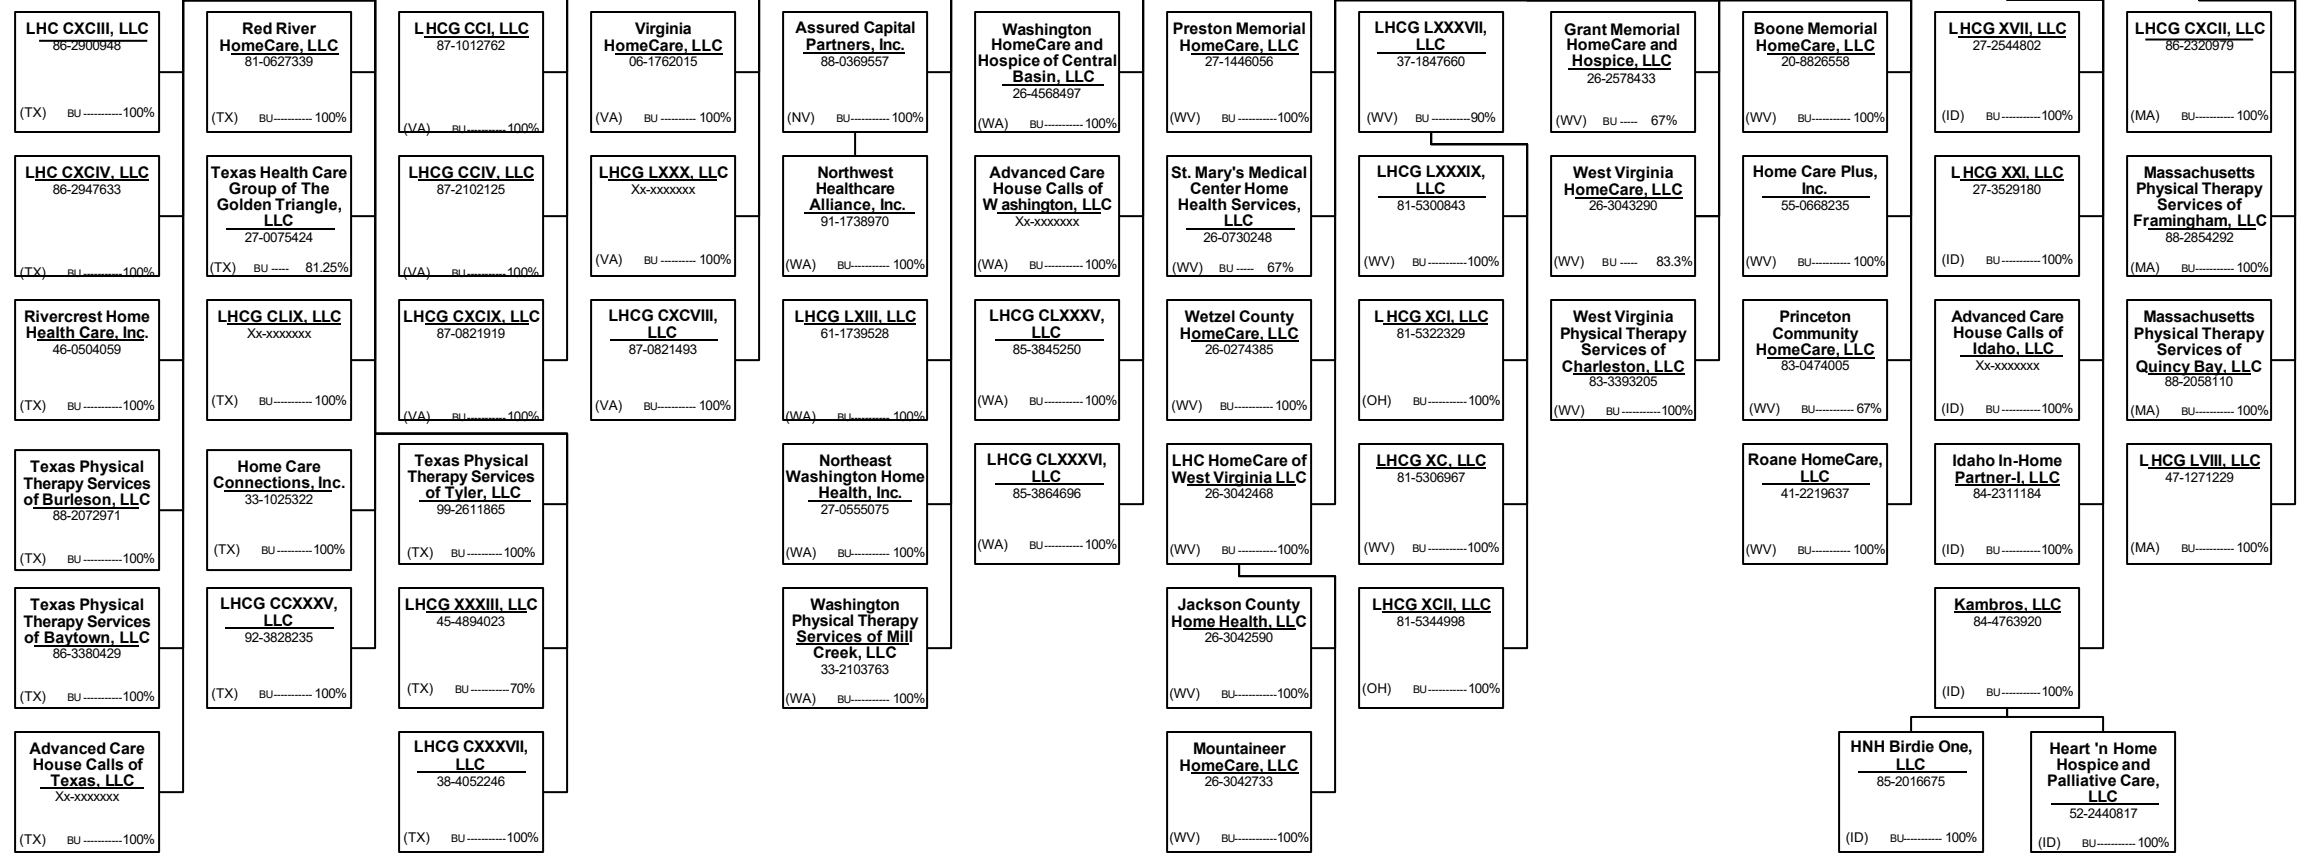 LHC CXCIII, LLC
86-2900948
(TX) BU -----------100%
Red River
HomeCare, LLC
81-0627339
(TX) BU----------- 100%
LHCG CCI, LLC
87-1012762
(VA) BU -----------100%
Virginia
HomeCare, LLC
06-1762015
(VA) BU ---------- 100%
Assured Capital
Partners, Inc.
88-0369557
(NV) BU----------- 100%
Washington
HomeCare and
Hospice of Central
Basin, LLC
26-4568497
(WA) BU----------- 100%
Preston Memorial
HomeCare, LLC
27-1446056
(WV) BU -----------100%
LHCG LXXXVII,
LLC
37-1847660
(WV) BU -----------90%
Grant Memorial
HomeCare and
Hospice, LLC
26-2578433
(WV) BU ----- 67%
Boone Memorial
HomeCare, LLC
20-8826558
(WV) BU----------- 100%
LHCG XVII, LLC
27-2544802
(ID) BU -----------100%
LHCG CXCII, LLC
86-2320979
(MA) BU----------- 100%
LHC CXCIV, LLC
86-2947633
(TX) BU -----------100%
Texas Health Care
Group of The
Golden Triangle,
LLC
27-0075424
(TX) BU ----- 81.25%
LHCG CCIV, LLC
87-2102125
(VA) BU -----------100%
LHCG LXXX, LLC
Xx-xxxxxxx
(VA) BU ---------- 100%
Northwest
Healthcare
Alliance, Inc.
91-1738970
(WA) BU----------- 100%
Advanced Care
House Calls of
Washington, LLC
Xx-xxxxxxx
(WA) BU----------- 100%
St. Mary's Medical
Center Home
Health Services,
LLC
26-0730248
(WV) BU ----- 67%
LHCG LXXXIX,
LLC
81-5300843
(WV) BU -----------100%
West Virginia
HomeCare, LLC
26-3043290
(WV) BU ----- 83.3%
Home Care Plus,
Inc.
55-0668235
(WV) BU----------- 100%
LHCG XXI, LLC
27-3529180
(ID) BU -----------100%
Massachusetts
Physical Therapy
Services of
Framingham, LLC
88-2854292
(MA) BU----------- 100%
Rivercrest Home
Health Care, Inc.
46-0504059
(TX) BU -----------100%
LHCG CLIX, LLC
Xx-xxxxxxx
(TX) BU----------- 100%
LHCG CXCIX, LLC
87-0821919
(VA) BU -----------100%
LHCG CXCVIII,
LLC
87-0821493
(VA) BU----------- 100%
LHCG LXIII, LLC
61-1739528
(WA) BU----------- 100%
LHCG CLXXXV,
LLC
85-3845250
(WA) BU----------- 100%
Wetzel County
HomeCare, LLC
26-0274385
(WV) BU -----------100%
LHCG XCI, LLC
81-5322329
(OH) BU -----------100%
West Virginia
Physical Therapy
Services of
Charleston, LLC
83-3393205
(WV) BU -----------100%
Princeton
Community
HomeCare, LLC
83-0474005
(WV) BU----------- 67%
Advanced Care
House Calls of
Idaho, LLC
Xx-xxxxxxx
(ID) BU -----------100%
Massachusetts
Physical Therapy
Services of
Quincy Bay, LLC
88-2058110
(MA) BU----------- 100%
Texas Physical
Therapy Services
of Burleson, LLC
88-2072971
(TX) BU -----------100%
Home Care
Connections, Inc.
33-1025322
(TX) BU ----------100%
Texas Physical
Therapy Services
of Tyler, LLC
99-2611865
(TX) BU -----------100%
Northeast
Washington Home
Health, Inc.
27-0555075
(WA) BU----------- 100%
LHCG CLXXXVI,
LLC
85-3864696
(WA) BU----------- 100%
LHC HomeCare of
West Virginia LLC
26-3042468
(WV) BU -----------100%
LHCG XC, LLC
81-5306967
(WV) BU -----------100%
Roane HomeCare,
LLC
41-2219637
(WV) BU----------- 100%
Idaho In-Home
Partner-I, LLC
84-2311184
(ID) BU -----------100%
LHCG LVIII, LLC
47-1271229
(MA) BU----------- 100%
Texas Physical
Therapy Services
of Baytown, LLC
86-3380429
(TX) BU -----------100%
LHCG CCXXXV,
LLC
92-3828235
(TX) BU----------- 100%
LHCG XXXIII, LLC
45-4894023
(TX) BU -----------70%
Washington
Physical Therapy
Services of Mill
Creek, LLC
33-2103763
(WA) BU----------- 100%
Jackson County
Home Health, LLC
26-3042590
(WV) BU-----------100%
LHCG XCII, LLC
81-5344998
(OH) BU -----------100%
Kambros, LLC
84-4763920
(ID) BU-----------100%
Advanced Care
House Calls of
Texas, LLC
Xx-xxxxxxx
(TX) BU -----------100%
LHCG CXXXVII,
LLC
38-4052246
(TX) BU -----------100%
Mountaineer
HomeCare, LLC
26-3042733
(WV) BU-----------100%
HNH Birdie One,
LLC
85-2016675
(ID) BU----------- 100%
Heart 'n Home
Hospice and
Palliative Care,
LLC
52-2440817
(ID) BU----------- 100%